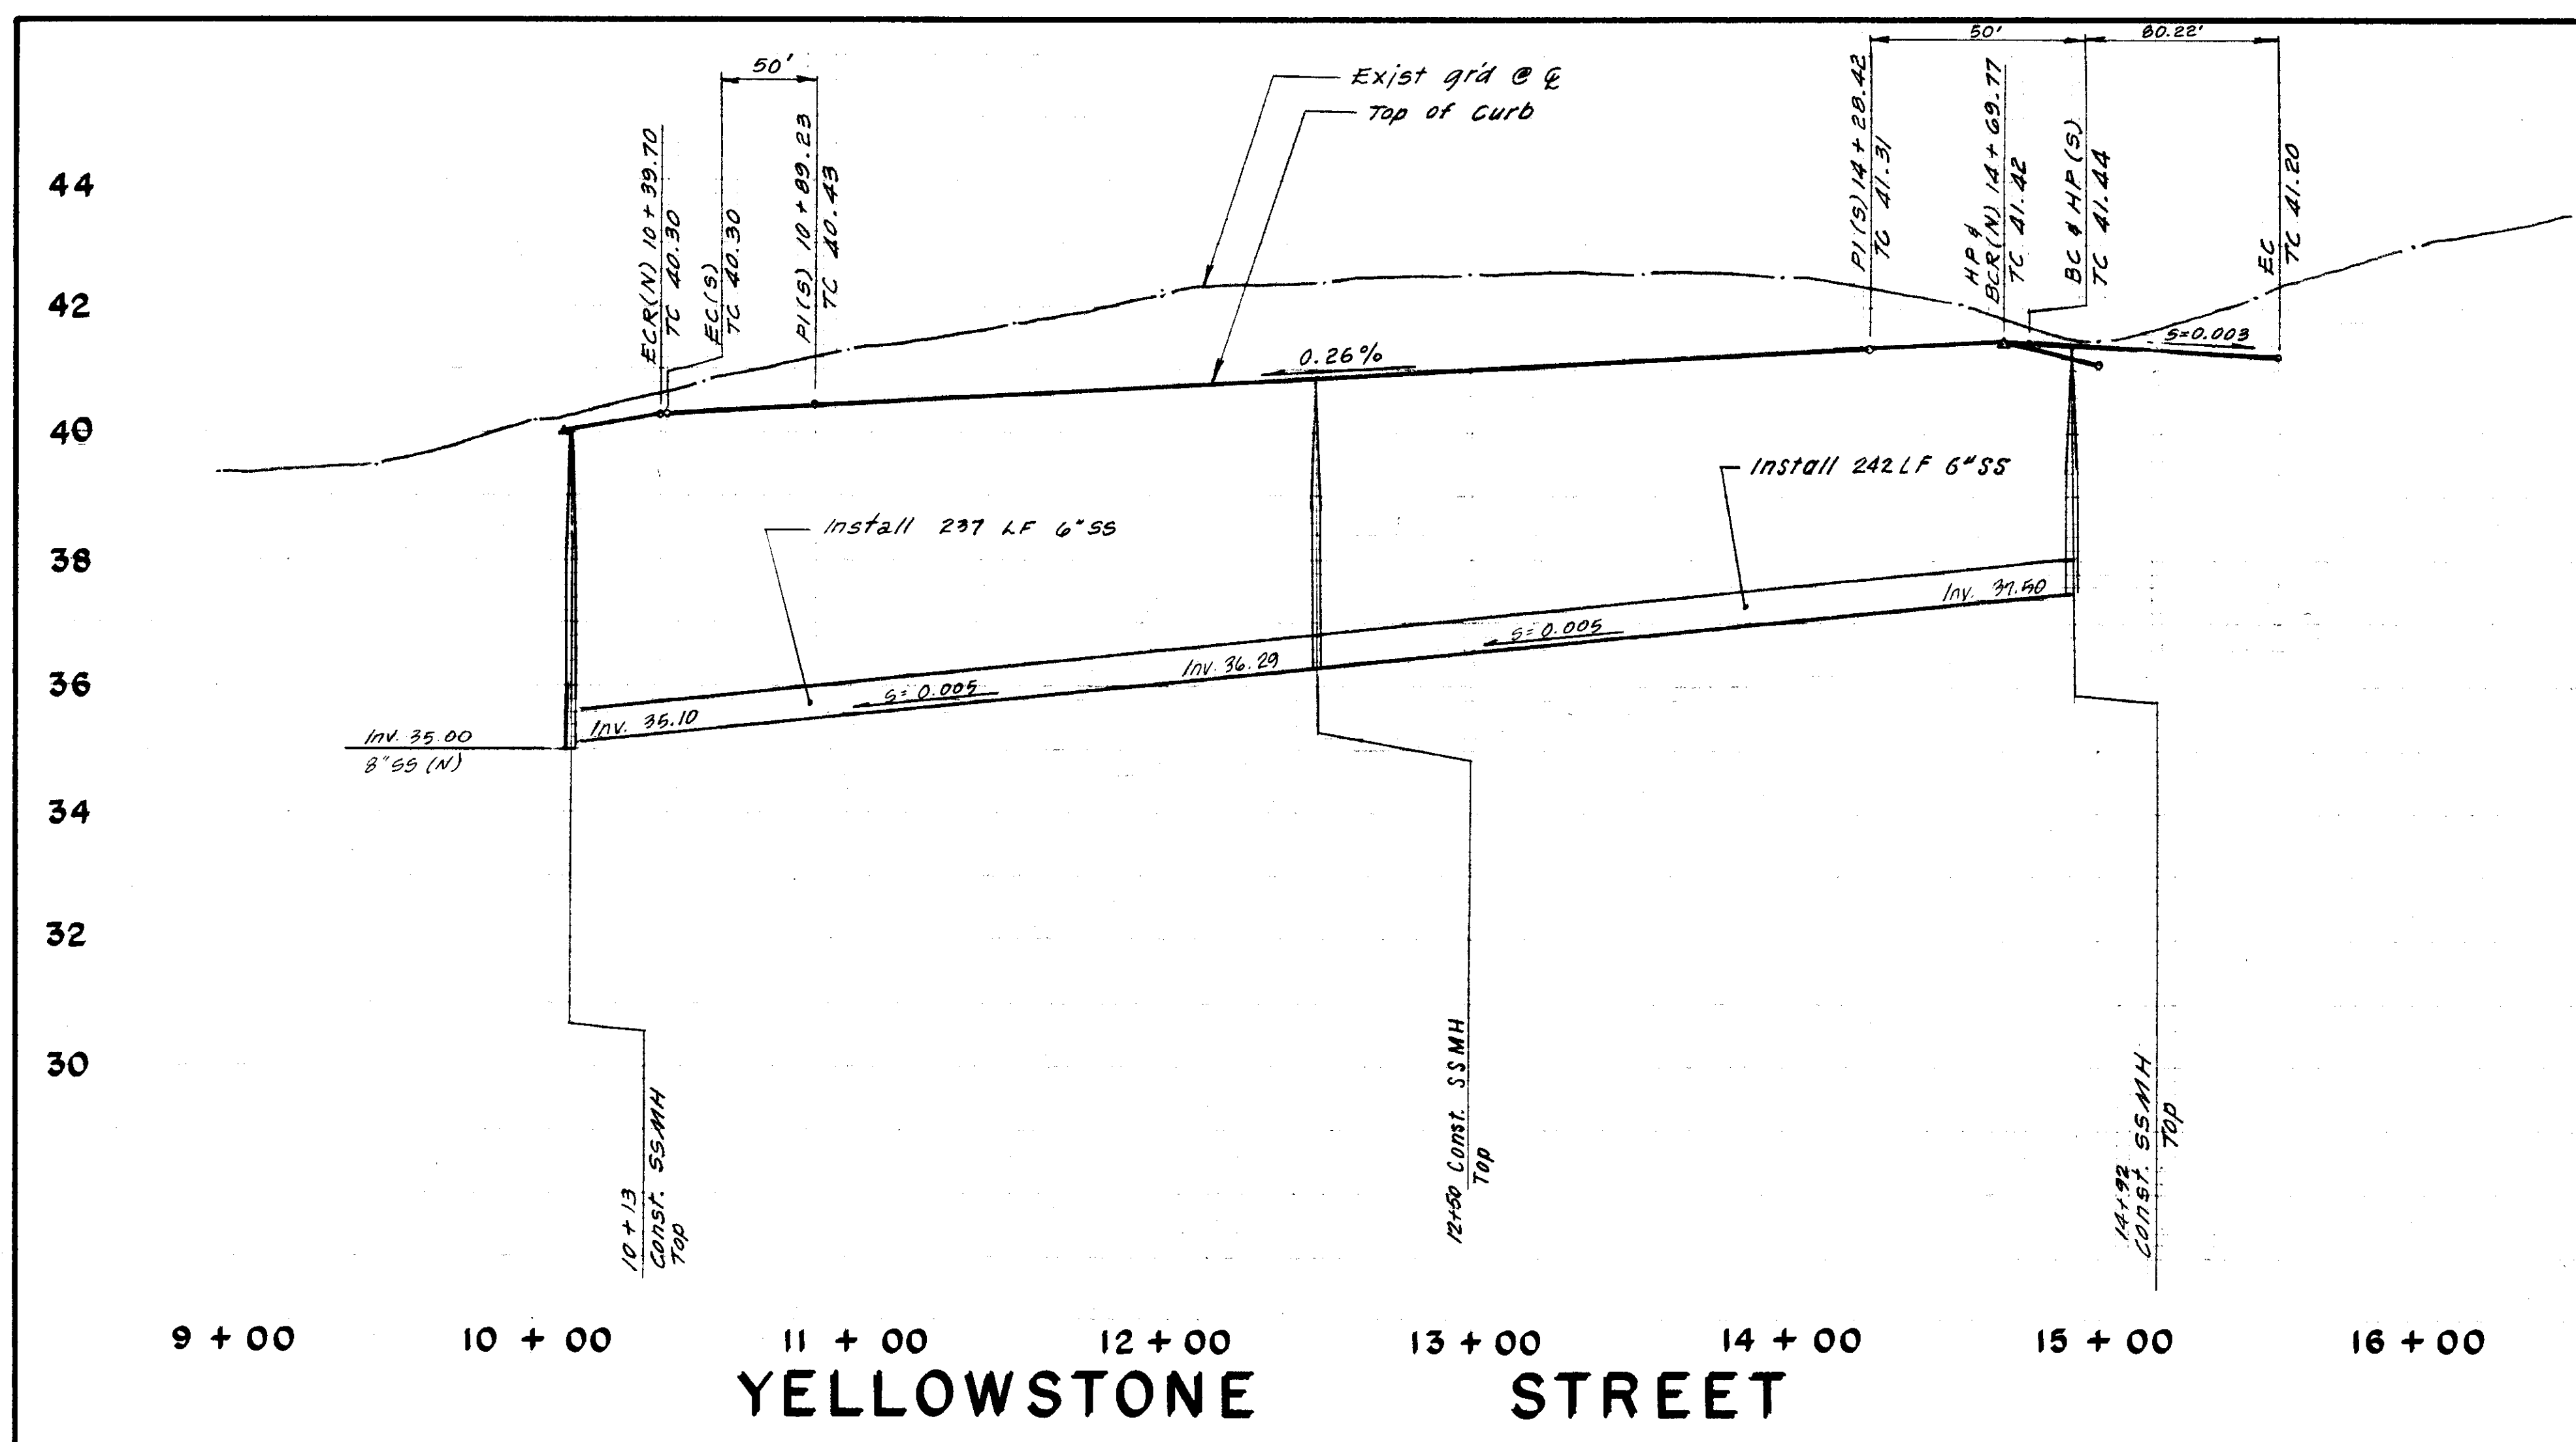 50'
50'
80.22'
Exist gr'd @ ℄
Top of Curb
ECR(N) 10+39.70
TC 40.30
EC(S)
TC 40.30
PI(S) 10+89.23
TC 40.43
PI(S) 14+28.42
TC 41.31
HP &
BCR(N) 14+69.77
TC 41.42
BC & HP(S)
TC 41.44
EC
TC 41.20
44
42
40
38
36
34
32
30
0.26%
S=0.003
Install 242 LF 6" SS
Install 237 LF 6" SS
Inv. 37.50
S=0.005
Inv. 36.29
S=0.005
Inv. 35.10
Inv. 35.00
8" SS (N)
10+13
Const. SSMH
Top
12+50 Const. SSMH
Top
14+92
Const. SSMH
Top
9+00 10+00 11+00 12+00 13+00 14+00 15+00 16+00
YELLOWSTONE STREET